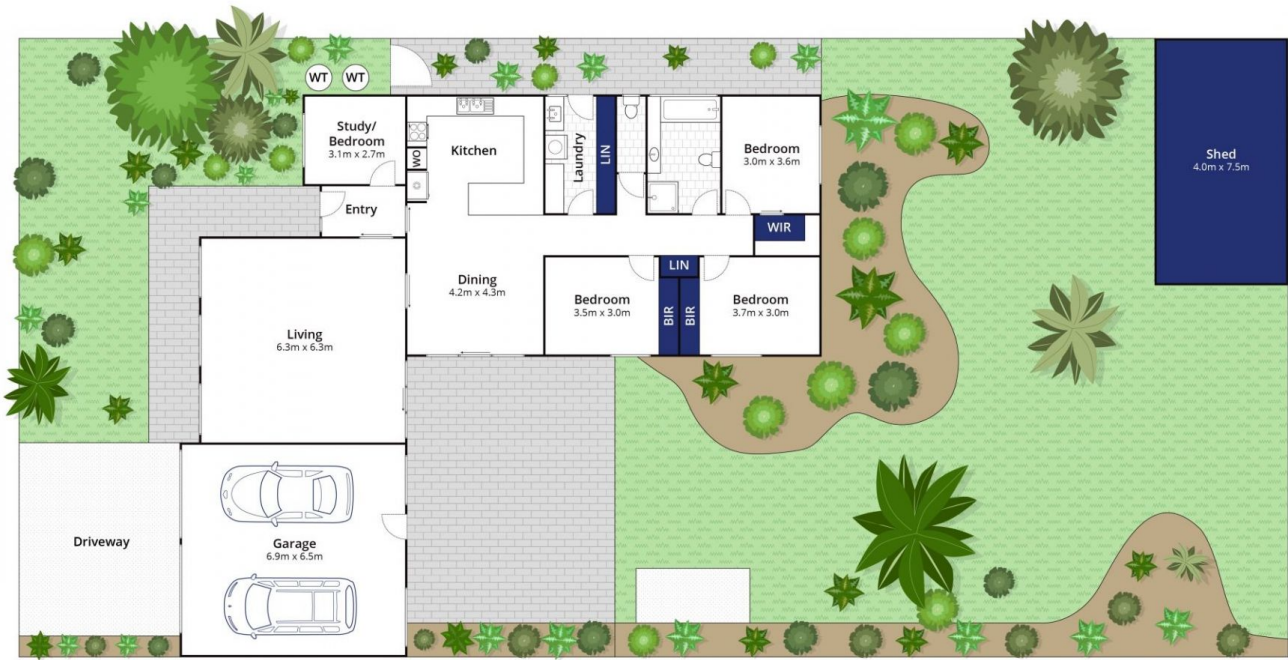 WT
WT
Study/
Bedroom
3.1m x 2.7m
Kitchen
WO
Laundry
LIN
Bedroom
3.0m x 3.6m
Shed
4.0m x 7.5m
Entry
WIR
LIN
Dining
4.2m x 4.3m
Bedroom
3.5m x 3.0m
BIR
BIR
Bedroom
3.7m x 3.0m
Living
6.3m x 6.3m
Driveway
Garage
6.9m x 6.5m